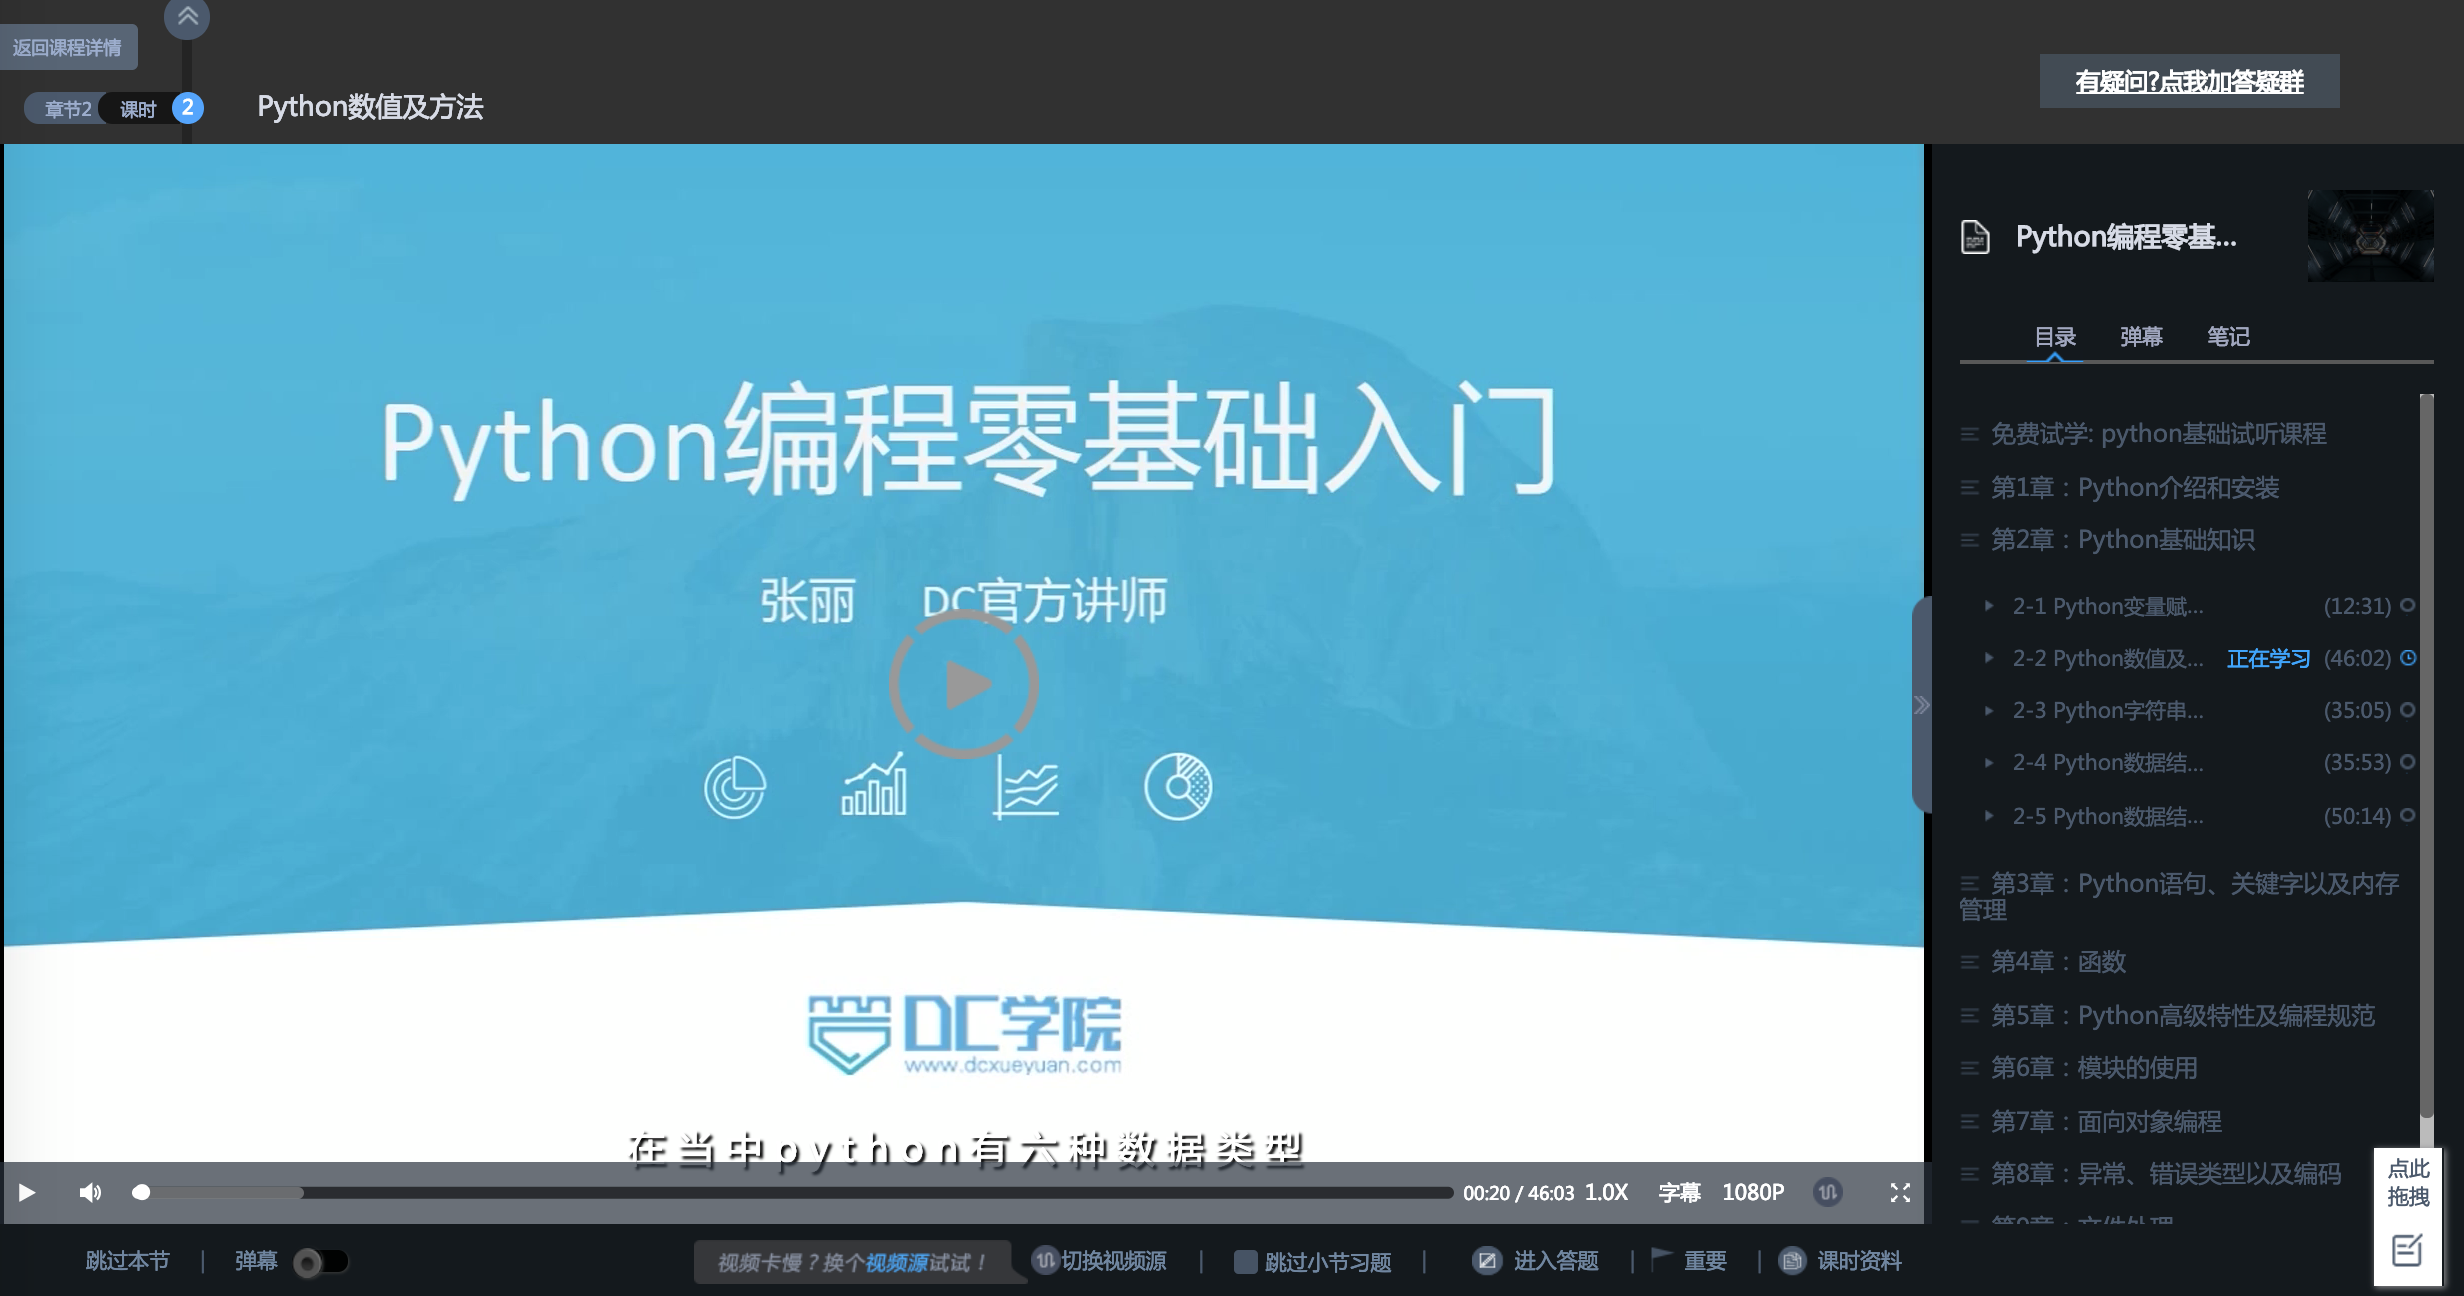 返回课程详情
有疑问?点我加答疑群
章节2 课时 2 Python数值及方法
Python编程零基...
目录 弹幕 笔记
Python编程零基础入门
张丽 DC官方讲师
DC学院
www.dcxueyuan.com
在当中python有六种数据类型
00:20 / 46:03 1.0X 字幕 1080P
免费试学: python基础试听课程
第1章：Python介绍和安装
第2章：Python基础知识
2-1 Python变量赋... (12:31)
2-2 Python数值及... 正在学习 (46:02)
2-3 Python字符串... (35:05)
2-4 Python数据结... (35:53)
2-5 Python数据结... (50:14)
第3章：Python语句、关键字以及内存
管理
第4章：函数
第5章：Python高级特性及编程规范
第6章：模块的使用
第7章：面向对象编程
第8章：异常、错误类型以及编码
点此
拖拽
跳过本节 | 弹幕 视频卡慢？换个视频源试试！ 切换视频源 | 跳过小节习题 | 进入答题 | 重要 | 课时资料